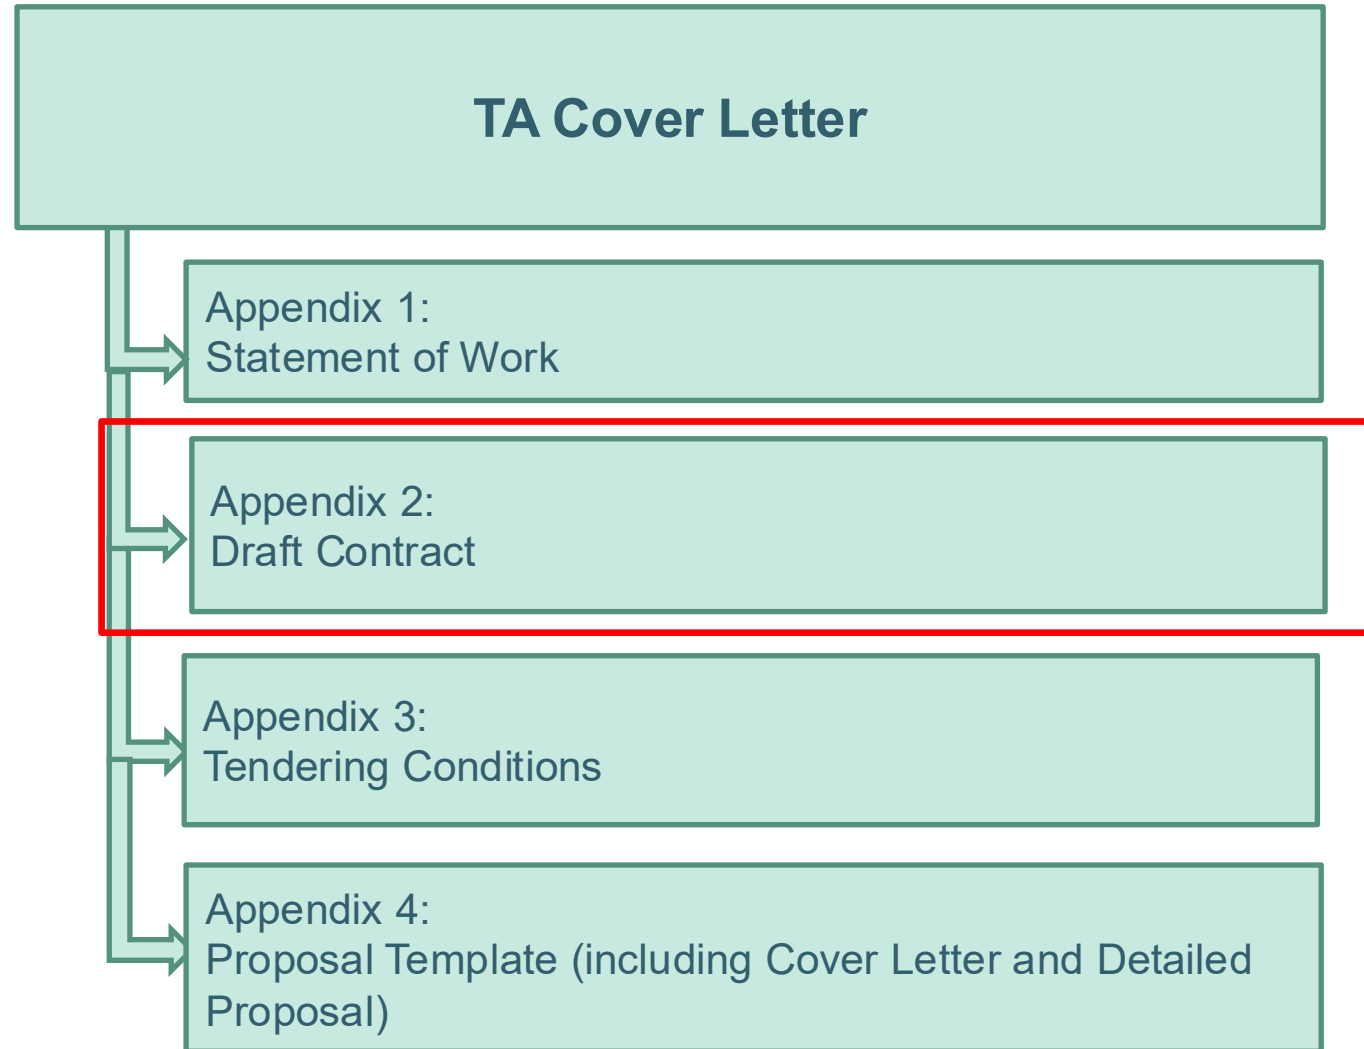 TA Cover Letter
Appendix 1:
Statement of Work
Appendix 2:
Draft Contract
Appendix 3:
Tendering Conditions
Appendix 4:
Proposal Template (including Cover Letter and Detailed
Proposal)